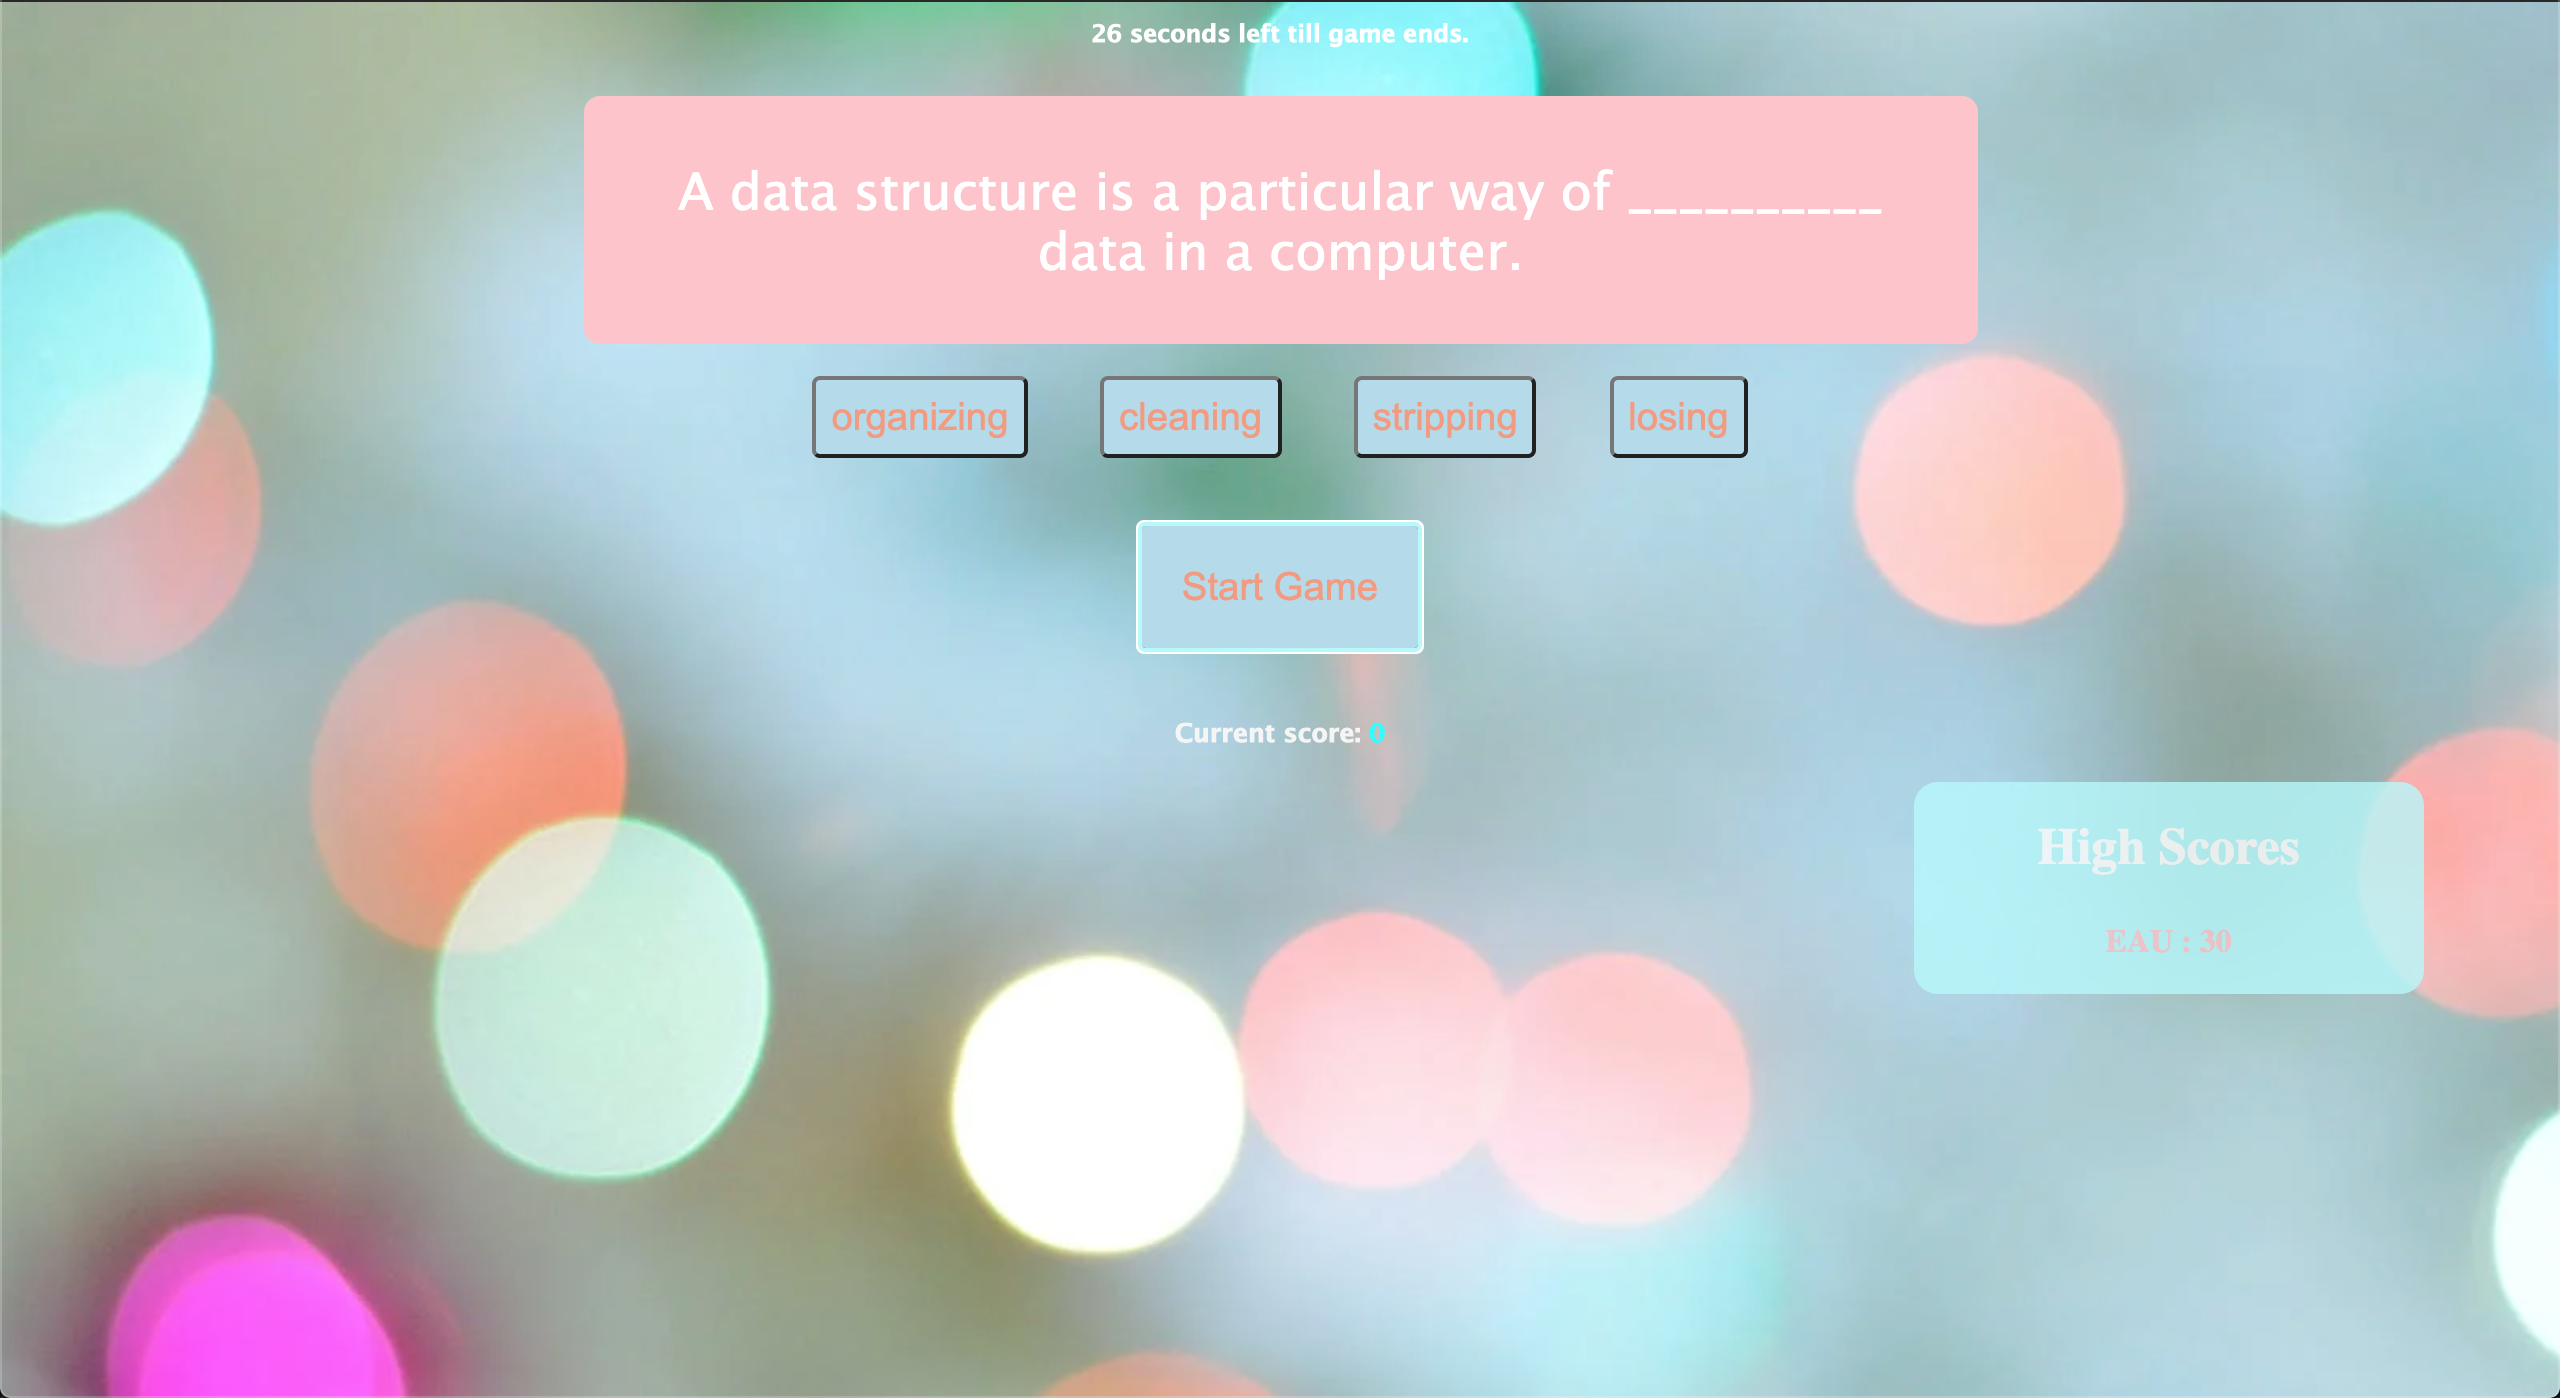 26 seconds left till game ends.
A data structure is a particular way of __________
data in a computer.
organizing
cleaning
stripping
losing
Start Game
Current score: 0
High Scores
EAU : 30